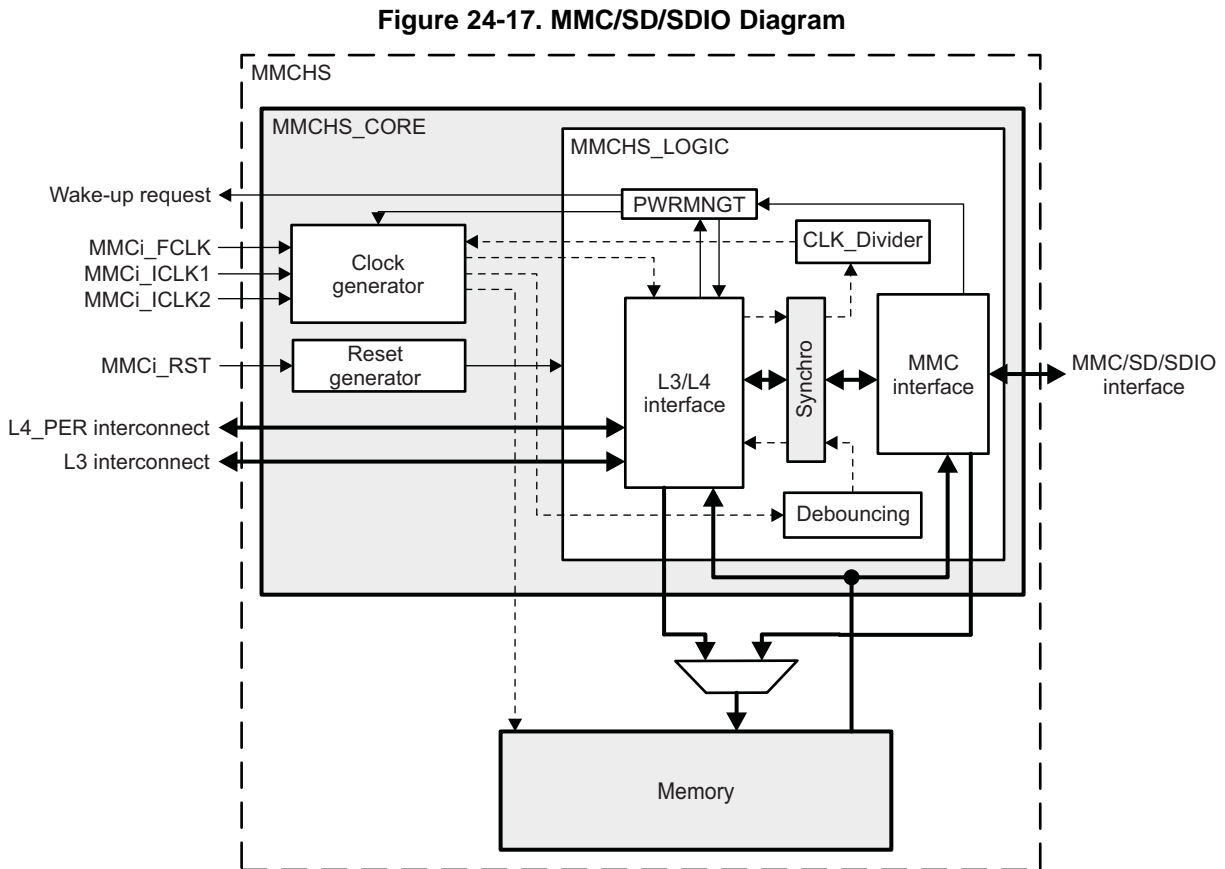 Figure 24-17. MMC/SD/SDIO Diagram
MMCHS
MMCHS_CORE
MMCHS_LOGIC
Wake-up request
PWRMNGT
MMCi_FCLK
MMCi_ICLK1
MMCi_ICLK2
Clock
generator
CLK_Divider
MMCi_RST
Reset
generator
L3/L4
interface
Synchro
MMC
interface
MMC/SD/SDIO
interface
L4_PER interconnect
L3 interconnect
Debouncing
Memory